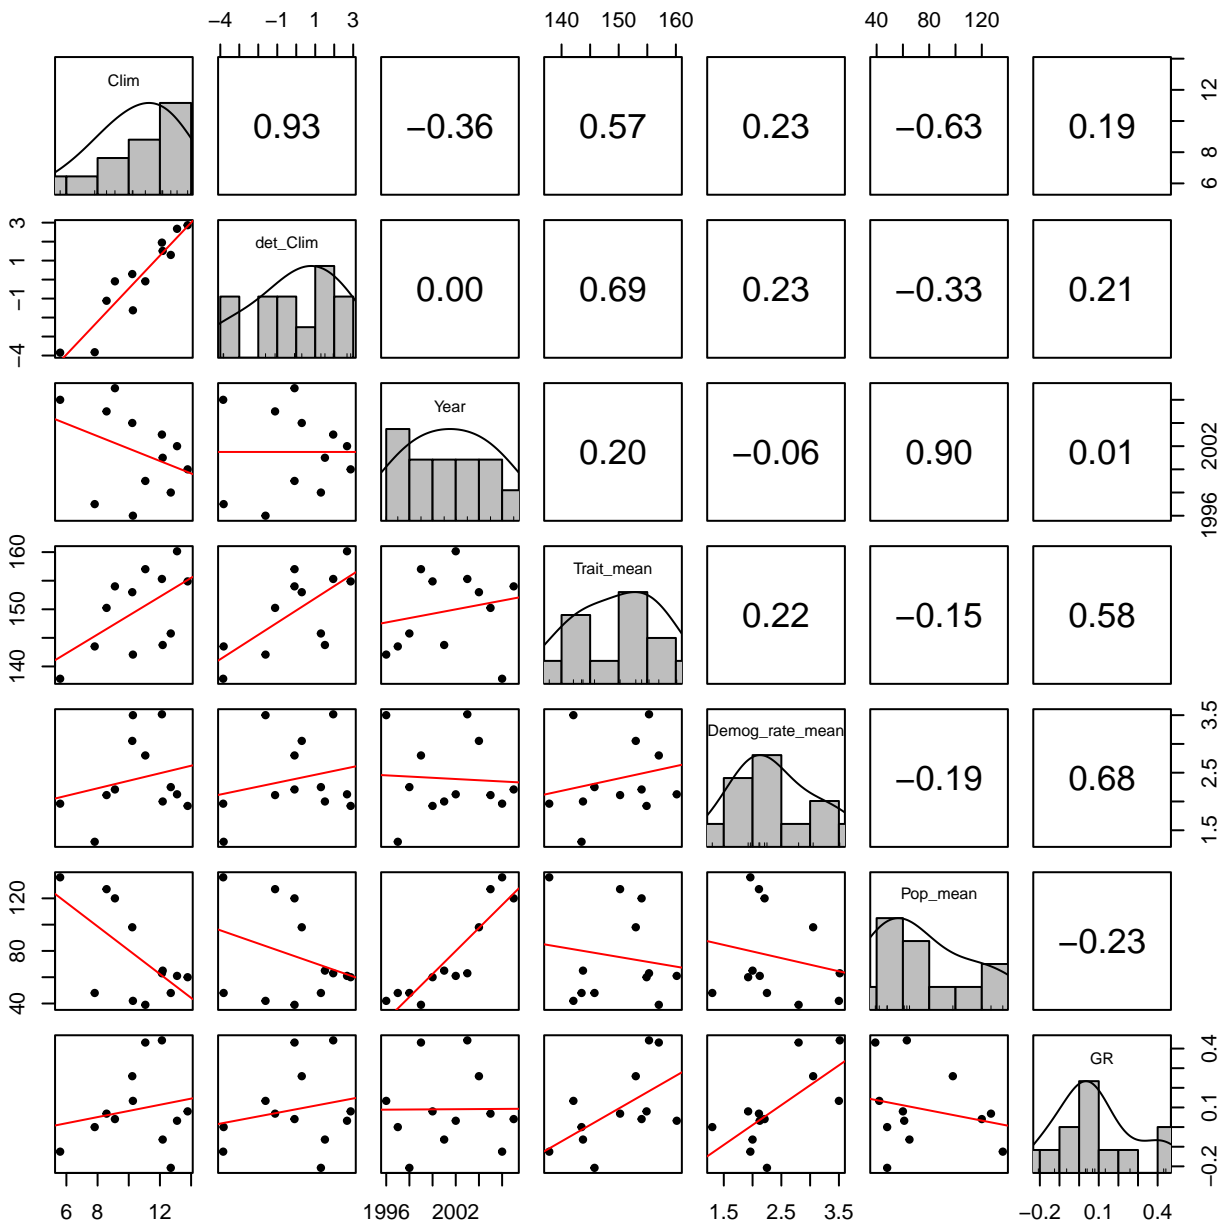 −4 −1 1 3 140 150 160 40 80 120
Clim 0.93 −0.36 0.57 0.23 −0.63 0.19 6 8 12
−4 −1 1 3 det_Clim 0.00 0.69 0.23 −0.33 0.21
Year 0.20 −0.06 0.90 0.01 1996 2002
140 150 160 Trait_mean 0.22 −0.15 0.58
Demog_rate_mean −0.19 0.68 1.5 2.5 3.5
40 80 120 Pop_mean −0.23
GR −0.2 0.1 0.4
6 8 12 1996 2002 1.5 2.5 3.5 −0.2 0.1 0.4